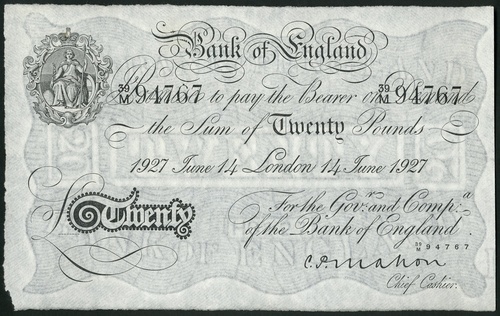 Bank of England
39/M 94767 39/M 94767
to pay the Bearer on Demand
the Sum of Twenty Pounds
1927 June 14 London 14 June 1927
For the Govr. and Compa.
of the Bank of England
39/M 94767
£ Twenty
C.P. Mahon
Chief Cashier.